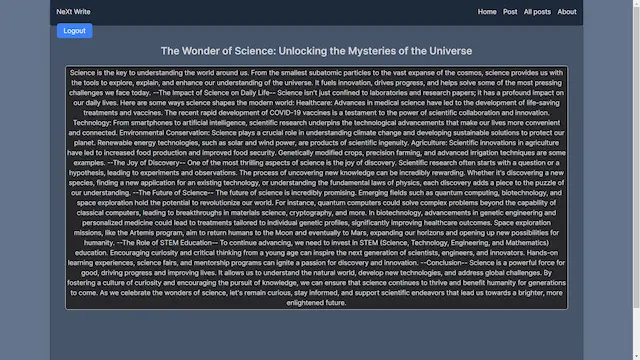 NeXt Write
Home Post All posts About
Logout
The Wonder of Science: Unlocking the Mysteries of the Universe
Science is the key to understanding the world around us. From the smallest subatomic particles to the vast expanse of the cosmos, science provides us with
the tools to explore, explain, and enhance our understanding of the universe. It fuels innovation, drives progress, and helps solve some of the most pressing
challenges we face today. --The Impact of Science on Daily Life-- Science isn't just confined to laboratories and research papers; it has a profound impact on
our daily lives. Here are some ways science shapes the modern world: Healthcare: Advances in medical science have led to the development of life-saving
treatments and vaccines. The recent rapid development of COVID-19 vaccines is a testament to the power of scientific collaboration and innovation.
Technology: From smartphones to artificial intelligence, scientific research underpins the technological advancements that make our lives more convenient
and connected. Environmental Conservation: Science plays a crucial role in understanding climate change and developing sustainable solutions to protect our
planet. Renewable energy technologies, such as solar and wind power, are products of scientific ingenuity. Agriculture: Scientific innovations in agriculture
have led to increased food production and improved food security. Genetically modified crops, precision farming, and advanced irrigation techniques are some
examples. --The Joy of Discovery-- One of the most thrilling aspects of science is the joy of discovery. Scientific research often starts with a question or a
hypothesis, leading to experiments and observations. The process of uncovering new knowledge can be incredibly rewarding. Whether it's discovering a new
species, finding a new application for an existing technology, or understanding the fundamental laws of physics, each discovery adds a piece to the puzzle of
our understanding. --The Future of Science-- The future of science is incredibly promising. Emerging fields such as quantum computing, biotechnology, and
space exploration hold the potential to revolutionize our world. For instance, quantum computers could solve complex problems beyond the capability of
classical computers, leading to breakthroughs in materials science, cryptography, and more. In biotechnology, advancements in genetic engineering and
personalized medicine could lead to treatments tailored to individual genetic profiles, significantly improving healthcare outcomes. Space exploration
missions, like the Artemis program, aim to return humans to the Moon and eventually to Mars, expanding our horizons and opening up new possibilities for
humanity. --The Role of STEM Education-- To continue advancing, we need to invest in STEM (Science, Technology, Engineering, and Mathematics)
education. Encouraging curiosity and critical thinking from a young age can inspire the next generation of scientists, engineers, and innovators. Hands-on
learning experiences, science fairs, and mentorship programs can ignite a passion for discovery and innovation. --Conclusion-- Science is a powerful force for
good, driving progress and improving lives. It allows us to understand the natural world, develop new technologies, and address global challenges. By
fostering a culture of curiosity and encouraging the pursuit of knowledge, we can ensure that science continues to thrive and benefit humanity for generations
to come. As we celebrate the wonders of science, let's remain curious, stay informed, and support scientific endeavors that lead us towards a brighter, more
enlightened future.